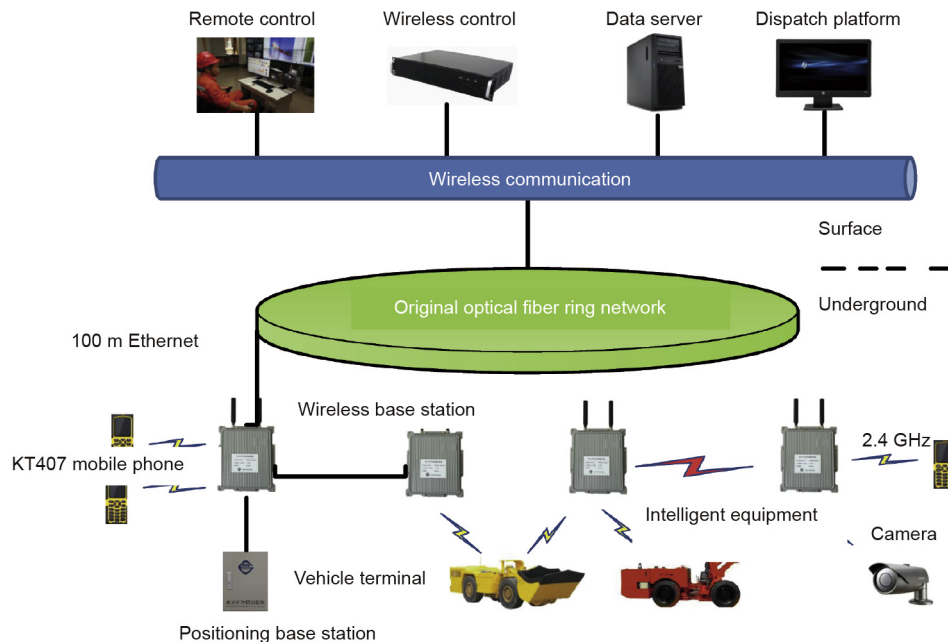 Remote control
Wireless control
Data server
Dispatch platform
Wireless communication
Surface
Original optical fiber ring network
Underground
100 m Ethernet
Wireless base station
2.4 GHz
KT407 mobile phone
Intelligent equipment
Camera
Vehicle terminal
Positioning base station